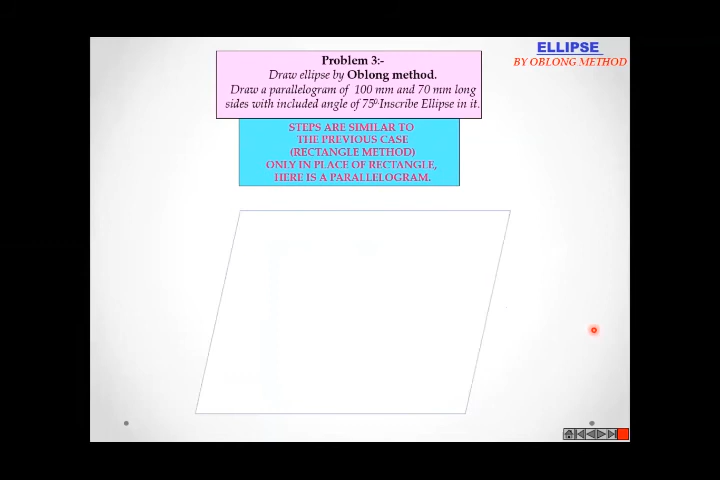 ELLIPSE
BY OBLONG METHOD
Problem 3:-
Draw ellipse by Oblong method.
Draw a parallelogram of 100 mm and 70 mm long
sides with included angle of 75⁰.Inscribe Ellipse in it.
STEPS ARE SIMILAR TO
THE PREVIOUS CASE
(RECTANGLE METHOD)
ONLY IN PLACE OF RECTANGLE,
HERE IS A PARALLELOGRAM.